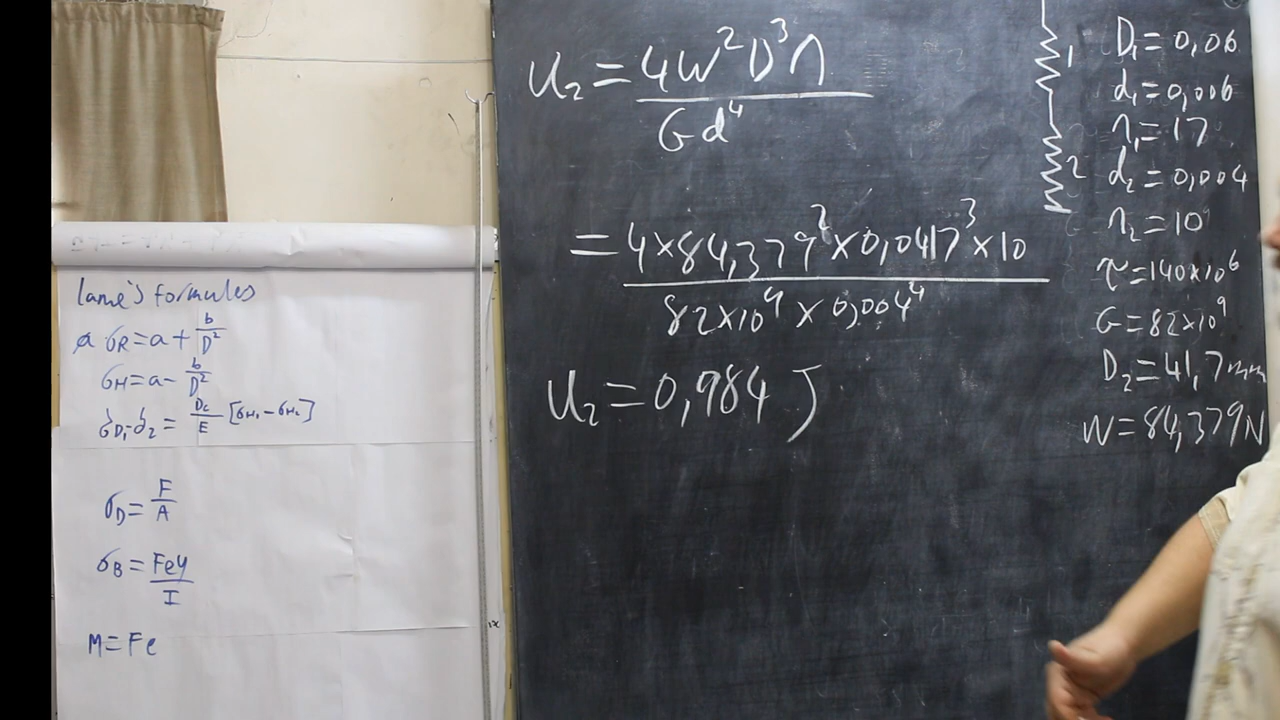 lame's formules
σR=a+b/D²
σH=a-b/D²
δD₁-δ₂=Dc/E[σH₁-σH₂]
σD=F/A
σB=Fey/I
M=Fe
U₂=4W²D³n/Gd⁴
=4×84,379²×0,0417³×10/82×10⁹×0,004⁴
U₂=0,984 J
1
2
D₁=0,06
d₁=0,006
n₁=17
d₂=0,004
n₂=10
τ=140×10⁶
G=82×10⁹
D₂=41,7mm
W=84,379N